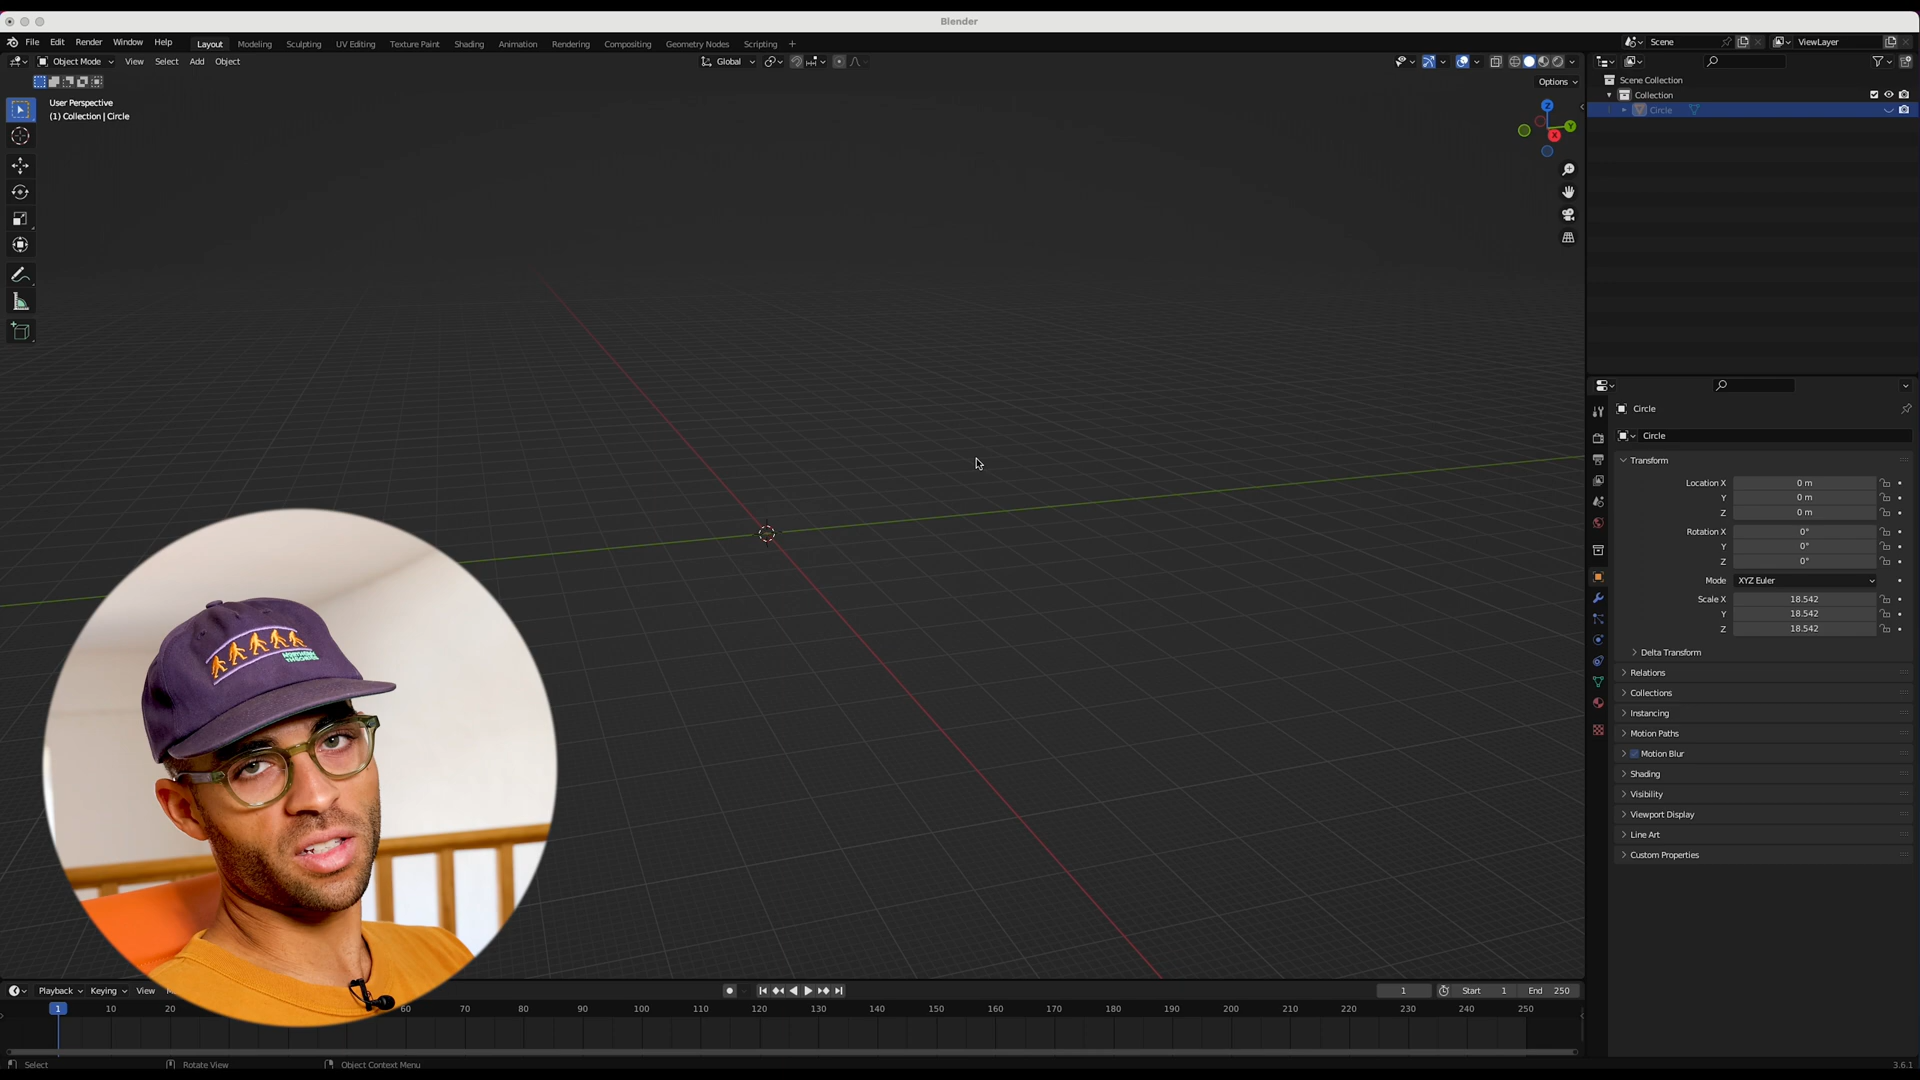 Blender
File Edit Render Window Help
Layout Modeling Sculpting UV Editing Texture Paint Shading Animation Rendering Compositing Geometry Nodes Scripting +
Scene
ViewLayer
Object Mode View Select Add Object
Global
Options
User Perspective
(1) Collection | Circle
Z
Y
X
Scene Collection
Collection
Circle
Circle
Circle
Transform
Location X 0 m
Y 0 m
Z 0 m
Rotation X 0°
Y 0°
Z 0°
Mode XYZ Euler
Scale X 18.542
Y 18.542
Z 18.542
Delta Transform
Relations
Collections
Instancing
Motion Paths
Motion Blur
Shading
Visibility
Viewport Display
Line Art
Custom Properties
Playback Keying View
1 Start 1 End 250
1 10 20 60 70 80 90 100 110 120 130 140 150 160 170 180 190 200 210 220 230 240 250
Select Rotate View Object Context Menu
3.6.1